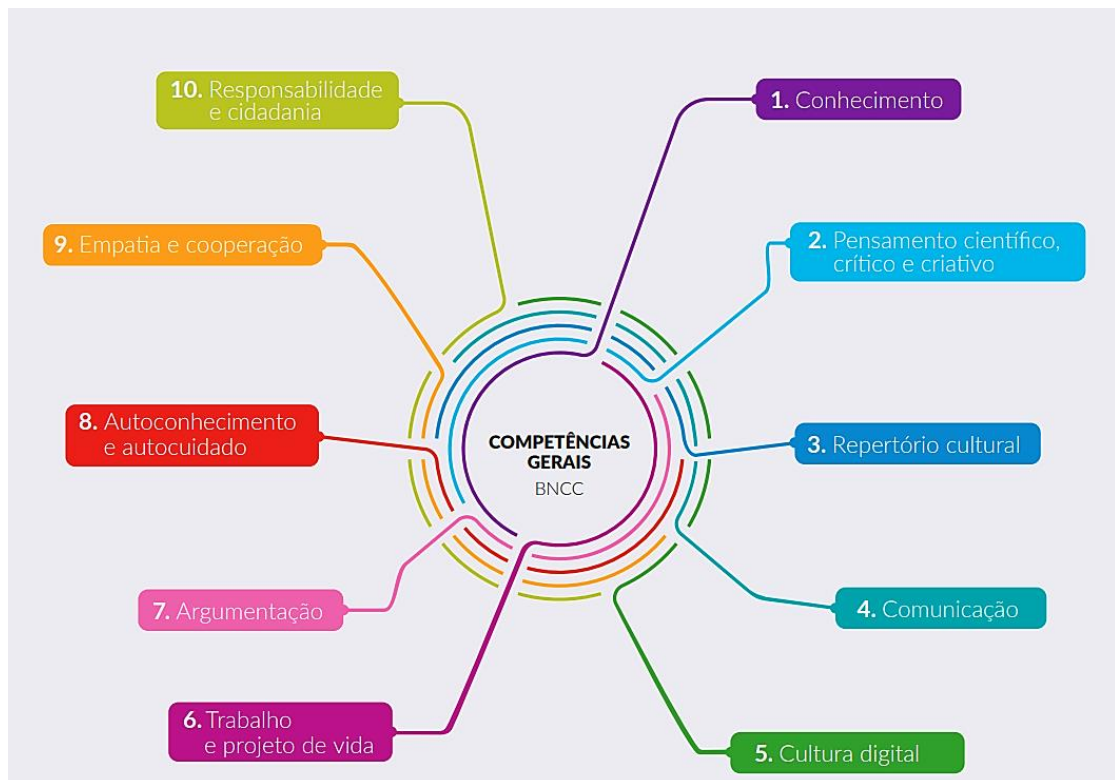 COMPETÊNCIAS
GERAIS
BNCC
1. Conhecimento
2. Pensamento científico,
crítico e criativo
3. Repertório cultural
4. Comunicação
5. Cultura digital
6. Trabalho
e projeto de vida
7. Argumentação
8. Autoconhecimento
e autocuidado
9. Empatia e cooperação
10. Responsabilidade
e cidadania